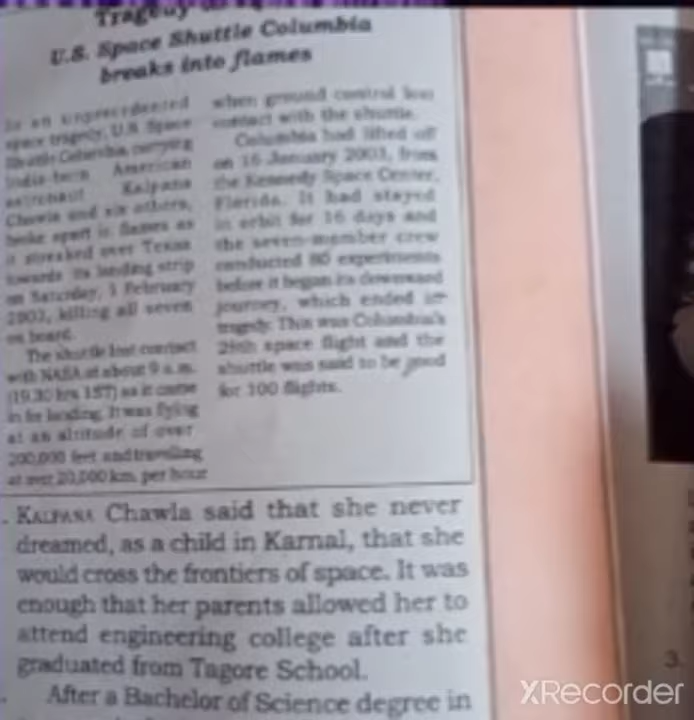 U.S. Space Shuttle Columbia
breaks into flames
In an unprecedented
space tragedy, U.S. Space
Shuttle Columbia, carrying
India-born American
astronaut Kalpana
Chawla and six others,
broke apart in flames as
it streaked over Texas
towards its landing strip
on Saturday, 1 February
2003, killing all seven
on board.
The shuttle lost contact
with NASA at about 9 a.m.
(19.30 hrs IST) as it came
in for landing. It was flying
at an altitude of over
200,000 feet and travelling
at over 20,000 km. per hour
when ground control lost
contact with the shuttle.
Columbia had lifted off
on 16 January 2003, from
the Kennedy Space Center,
Florida. It had stayed
in orbit for 16 days and
the seven-member crew
conducted 80 experiments
before it began its downward
journey, which ended in
tragedy. This was Columbia's
28th space flight and the
shuttle was said to be good
for 100 flights.
. KALPANA Chawla said that she never
dreamed, as a child in Karnal, that she
would cross the frontiers of space. It was
enough that her parents allowed her to
attend engineering college after she
graduated from Tagore School.
. After a Bachelor of Science degree in
3.
XRecorder